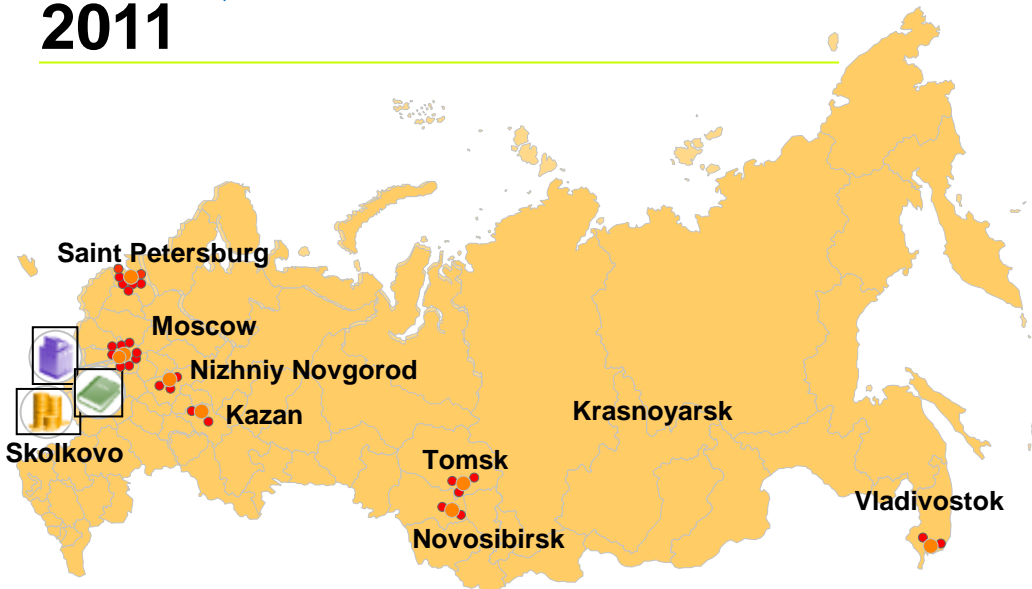 2011
Saint Petersburg
Moscow
Nizhniy Novgorod
Kazan
Krasnoyarsk
Skolkovo
Tomsk
Vladivostok
Novosibirsk